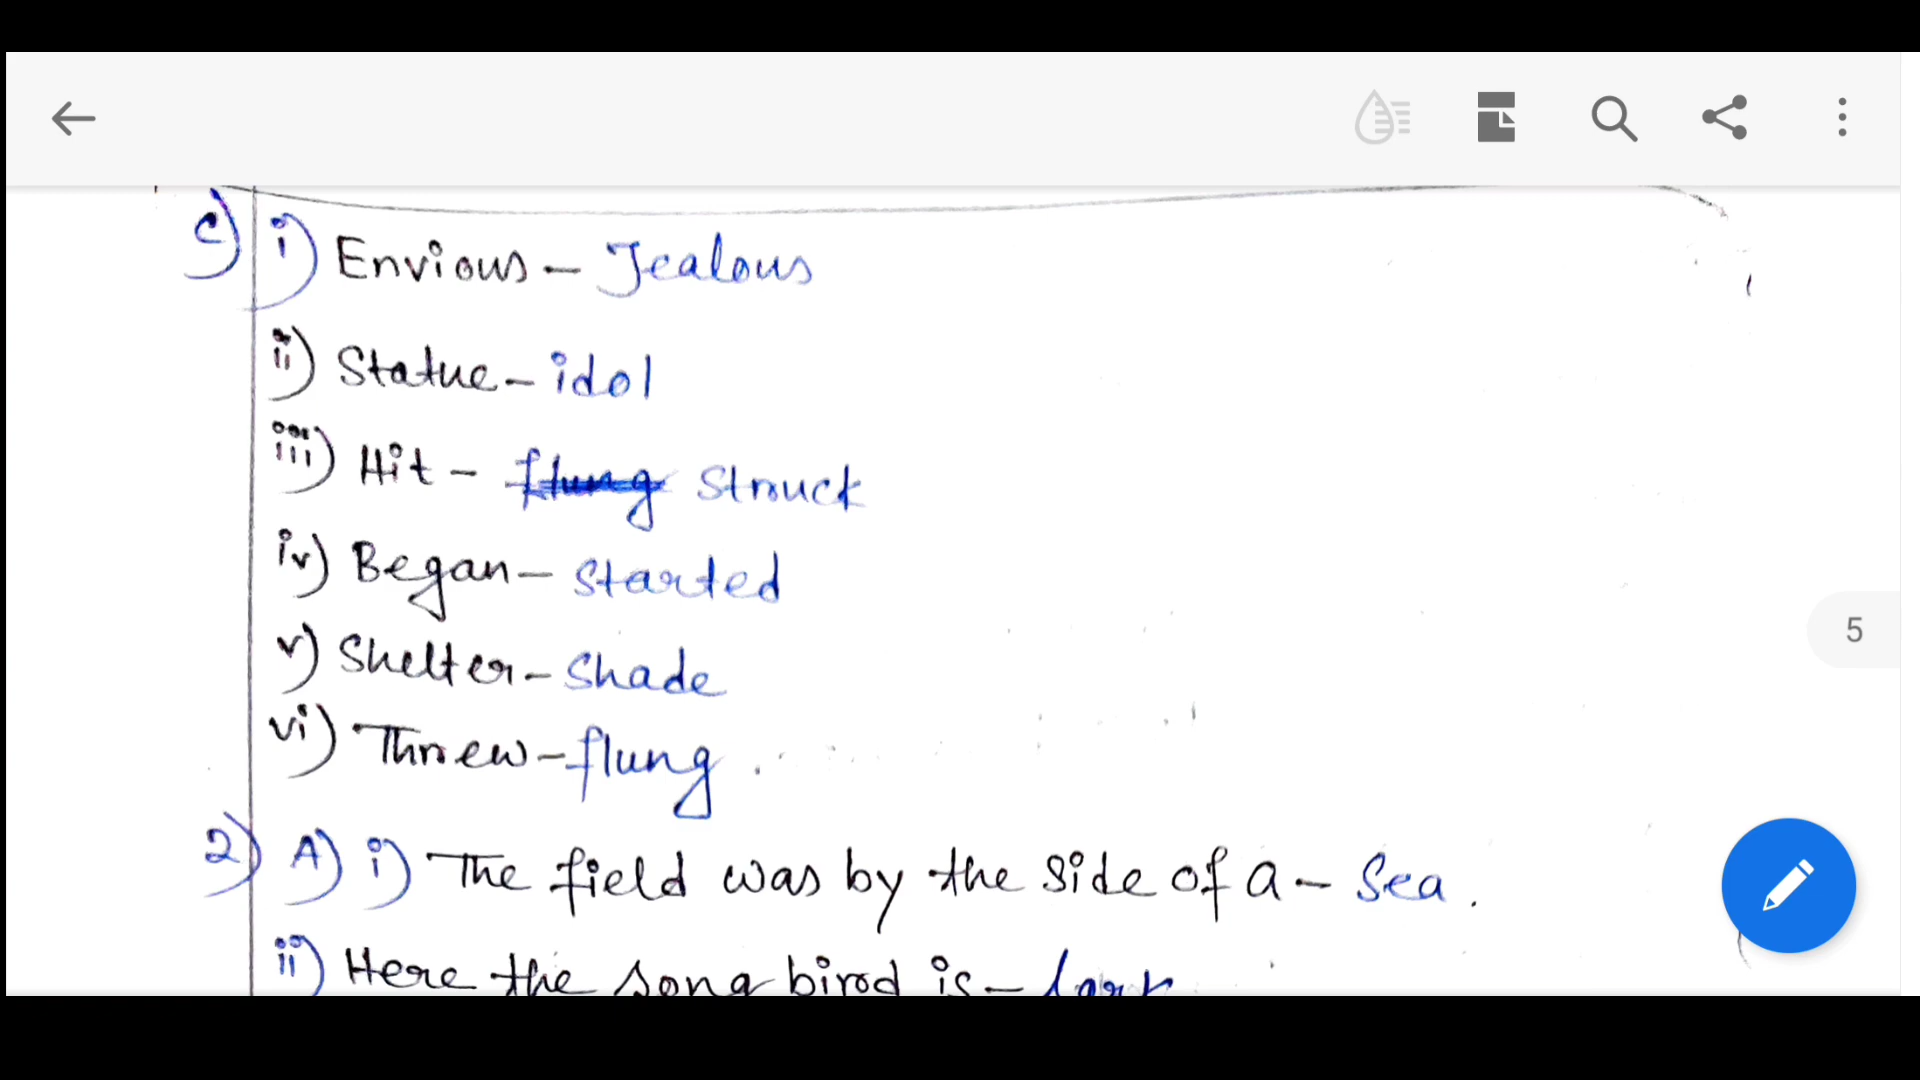 c) i) Envious - Jealous
ii) Statue - idol
iii) Hit - flung Struck
iv) Began - Started
5
v) Shelter - Shade
vi) Threw - flung.
2) A) i) The field was by the side of a - Sea.
ii) Here the song bird is - lark